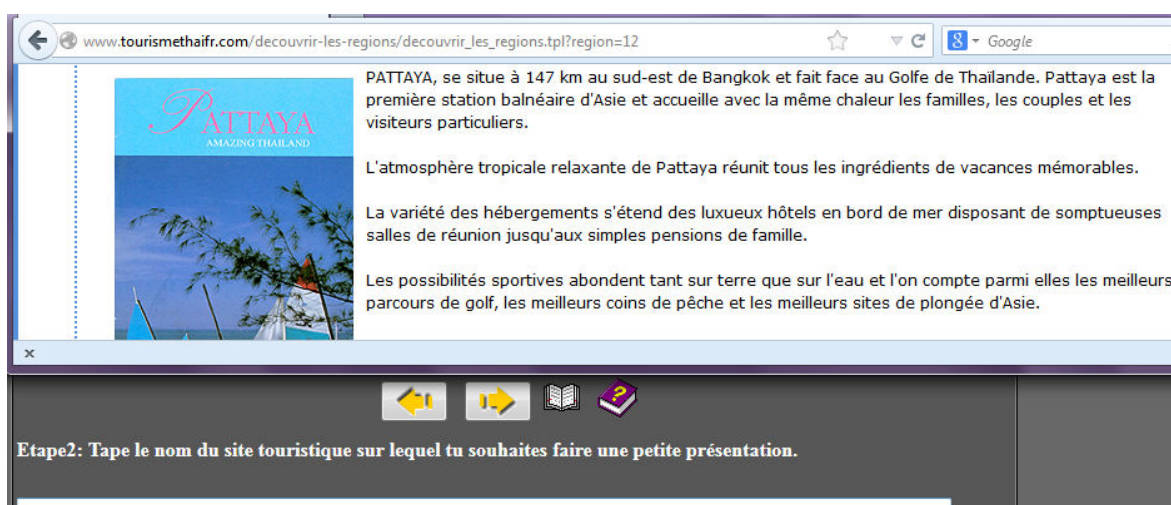 www.tourismethaifr.com/decouvrir-les-regions/decouvrir_les_regions.tpl?region=12
Google
PATTAYA
AMAZING THAILAND
PATTAYA, se situe à 147 km au sud-est de Bangkok et fait face au Golfe de Thaïlande. Pattaya est la
première station balnéaire d'Asie et accueille avec la même chaleur les familles, les couples et les
visiteurs particuliers.
L'atmosphère tropicale relaxante de Pattaya réunit tous les ingrédients de vacances mémorables.
La variété des hébergements s'étend des luxueux hôtels en bord de mer disposant de somptueuses
salles de réunion jusqu'aux simples pensions de famille.
Les possibilités sportives abondent tant sur terre que sur l'eau et l'on compte parmi elles les meilleurs
parcours de golf, les meilleurs coins de pêche et les meilleurs sites de plongée d'Asie.
Etape2: Tape le nom du site touristique sur lequel tu souhaites faire une petite présentation.